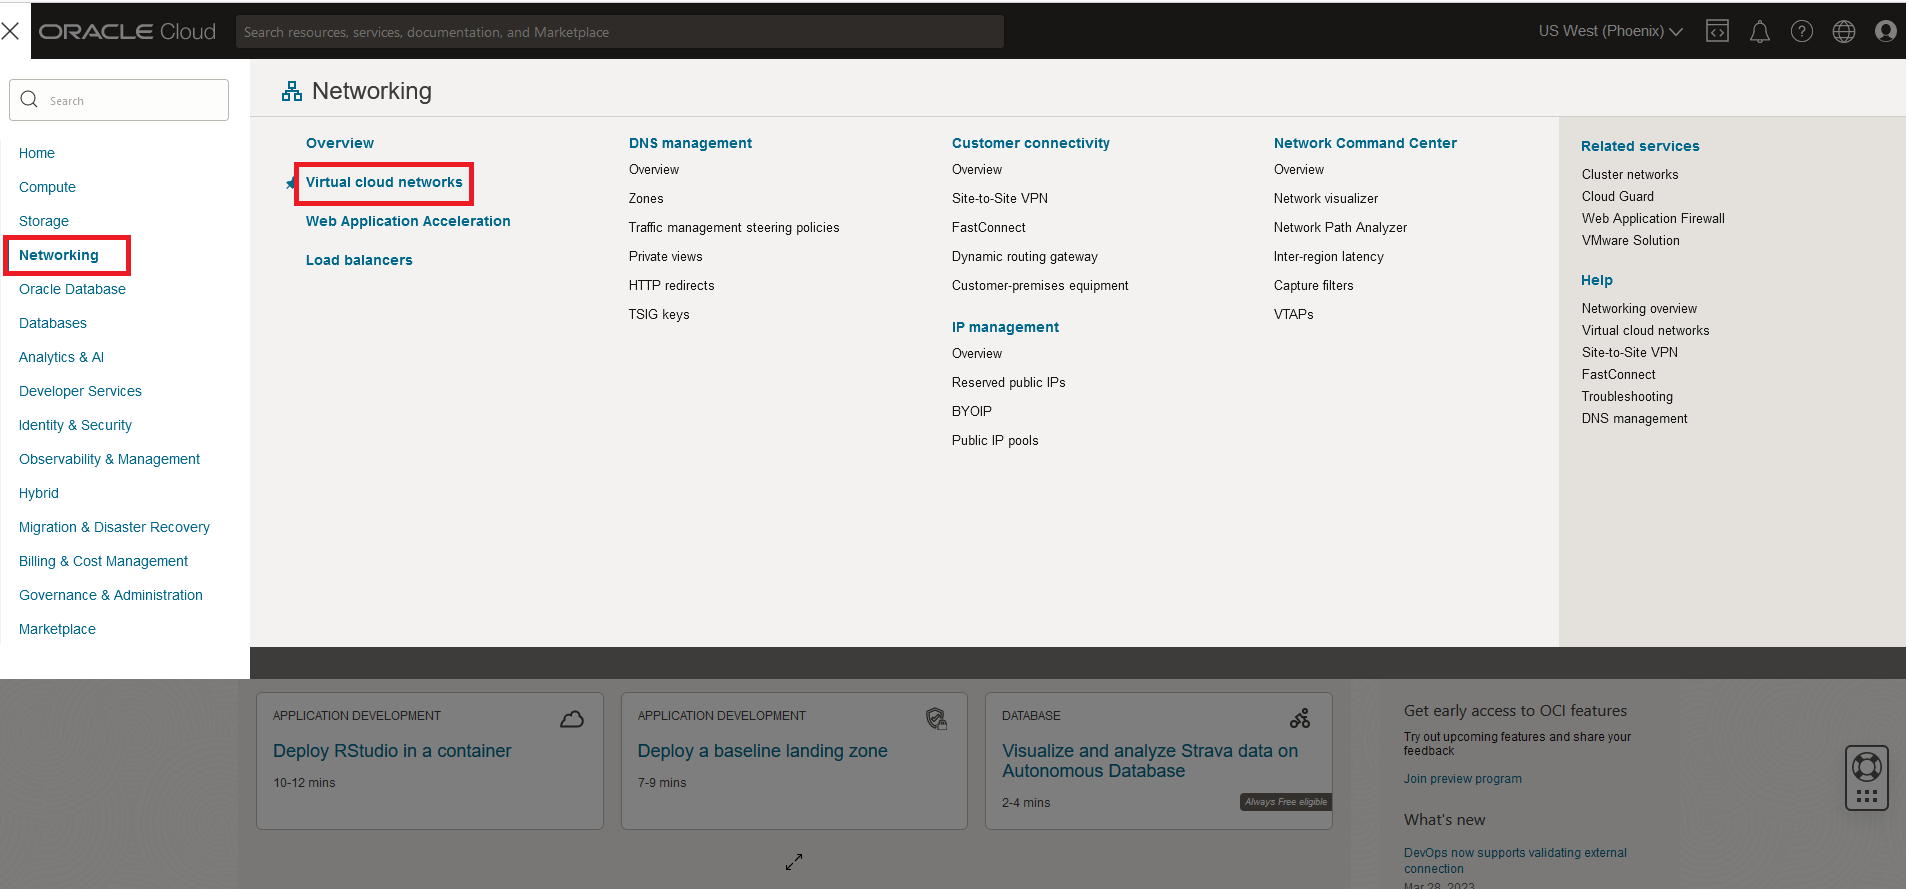 ORACLE Cloud
Search resources, services, documentation, and Marketplace
US West (Phoenix)
Search
Home
Compute
Storage
Networking
Oracle Database
Databases
Analytics & AI
Developer Services
Identity & Security
Observability & Management
Hybrid
Migration & Disaster Recovery
Billing & Cost Management
Governance & Administration
Marketplace
Networking
Overview
Virtual cloud networks
Web Application Acceleration
Load balancers
DNS management
Overview
Zones
Traffic management steering policies
Private views
HTTP redirects
TSIG keys
Customer connectivity
Overview
Site-to-Site VPN
FastConnect
Dynamic routing gateway
Customer-premises equipment
IP management
Overview
Reserved public IPs
BYOIP
Public IP pools
Network Command Center
Overview
Network visualizer
Network Path Analyzer
Inter-region latency
Capture filters
VTAPs
Related services
Cluster networks
Cloud Guard
Web Application Firewall
VMware Solution
Help
Networking overview
Virtual cloud networks
Site-to-Site VPN
FastConnect
Troubleshooting
DNS management
APPLICATION DEVELOPMENT
Deploy RStudio in a container
10-12 mins
APPLICATION DEVELOPMENT
Deploy a baseline landing zone
7-9 mins
DATABASE
Visualize and analyze Strava data on
Autonomous Database
2-4 mins
Always Free eligible
Get early access to OCI features
Try out upcoming features and share your
feedback
Join preview program
What's new
DevOps now supports validating external
connection
Mar 28, 2023